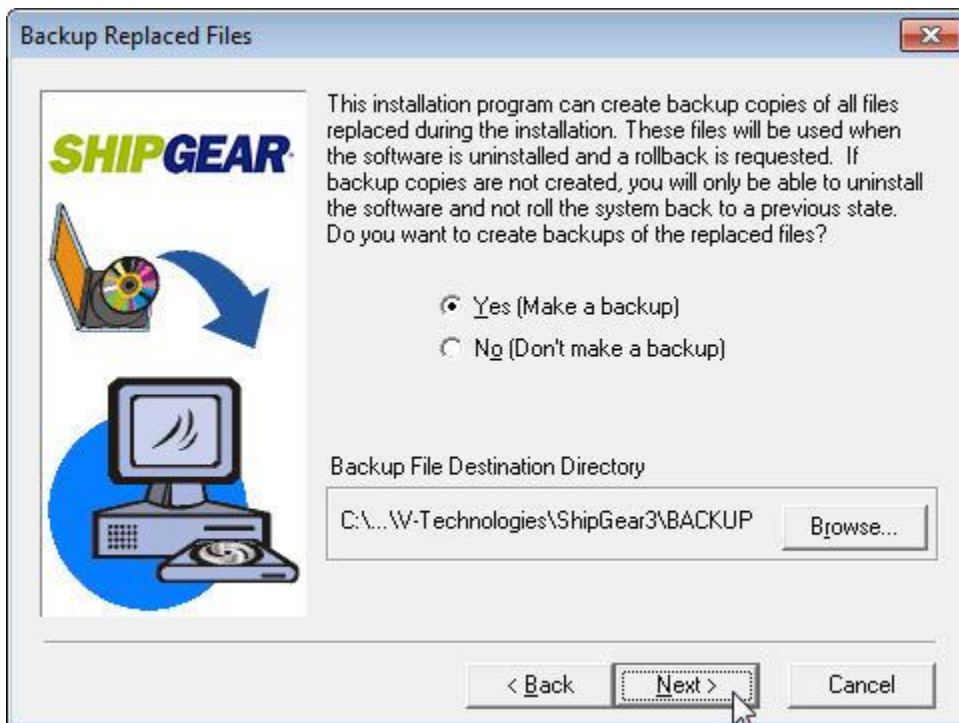 Backup Replaced Files
SHIPGEAR
This installation program can create backup copies of all files
replaced during the installation. These files will be used when
the software is uninstalled and a rollback is requested. If
backup copies are not created, you will only be able to uninstall
the software and not roll the system back to a previous state.
Do you want to create backups of the replaced files?
Yes (Make a backup)
No (Don't make a backup)
Backup File Destination Directory
C:\...\V-Technologies\ShipGear3\BACKUP
Browse...
< Back
Next >
Cancel